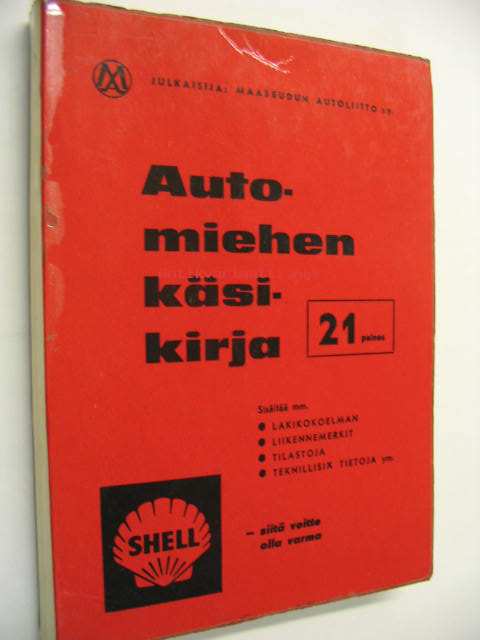 MA
JULKAISIJA: MAASEUDUN AUTOLIITTO r.y.
Auto-
miehen
käsi-
kirja
21 painos
Sisältää mm.
● LAKIKOKOELMAN
● LIIKENNEMERKIT
● TILASTOJA
● TEKNILLISIÄ TIETOJA ym.
SHELL
– siitä voitte
olla varma